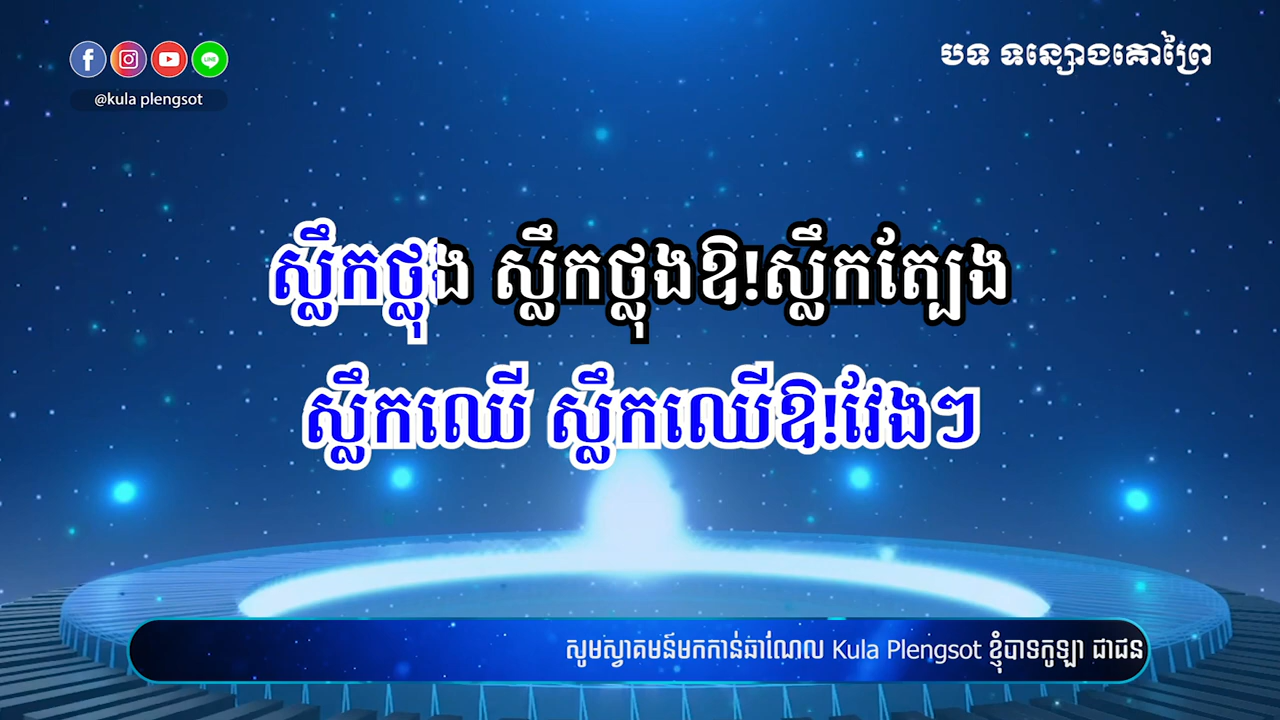 បទ ទន្សោងគោព្រៃ
@kula plengsot
ស្លឹកថ្លុង ស្លឹកថ្លុងឱ!ស្លឹកត្បែង
ស្លឹកឈើ ស្លឹកឈើឱ!វែងៗ
សូមស្វាគមន៍មកកាន់ឆាណែល Kula Plengsot ខ្ញុំបាទកូឡា ជាជន